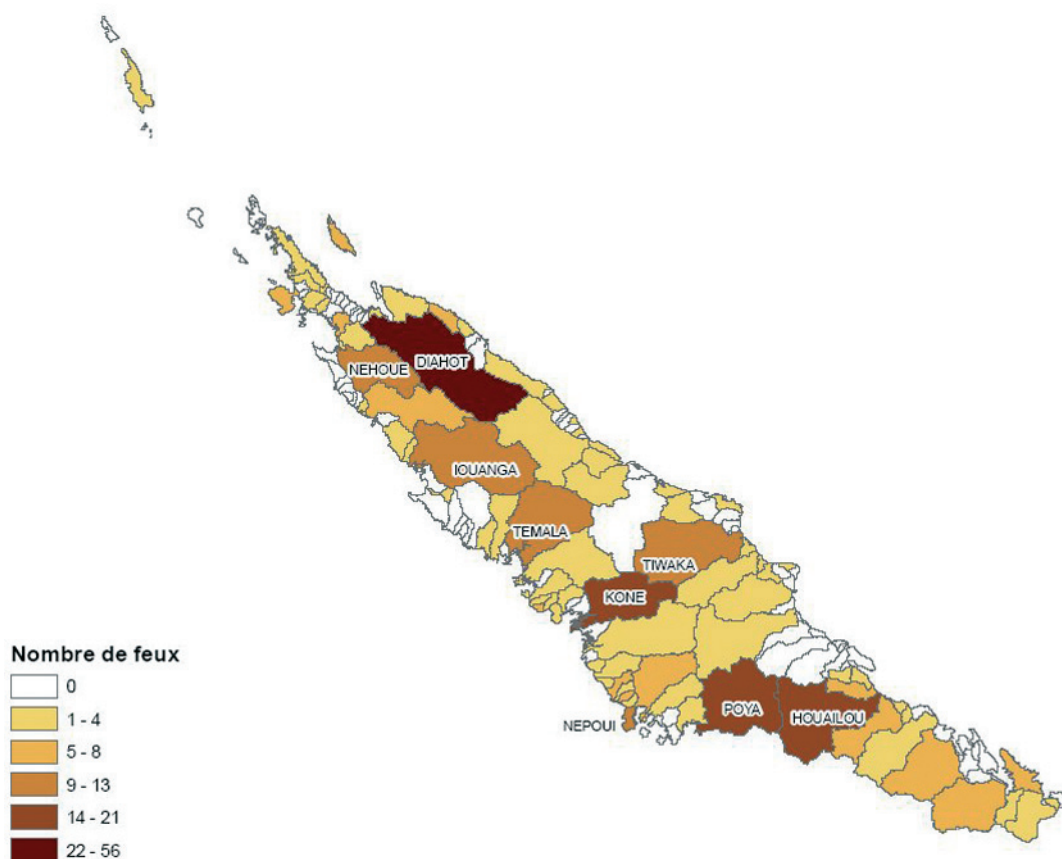 DIAHOT
NEHOUE
IOUANGA
TEMALA
TIWAKA
KONE
POYA
HOUAILOU
NEPOUI
Nombre de feux
0
1 - 4
5 - 8
9 - 13
14 - 21
22 - 56